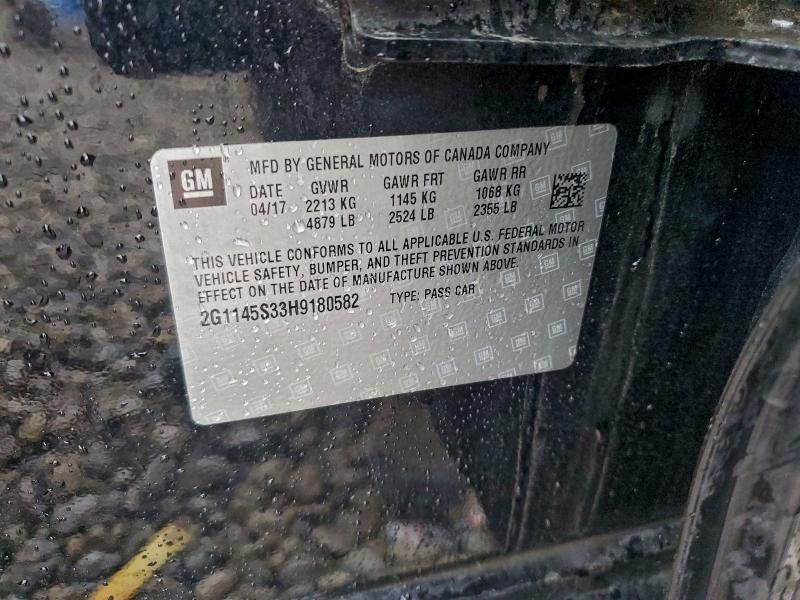 GM
MFD BY GENERAL MOTORS OF CANADA COMPANY
DATE GVWR GAWR FRT GAWR RR
04/17 2213 KG 1145 KG 1068 KG
4879 LB 2524 LB 2355 LB
THIS VEHICLE CONFORMS TO ALL APPLICABLE U.S. FEDERAL MOTOR
VEHICLE SAFETY, BUMPER, AND THEFT PREVENTION STANDARDS IN
EFFECT ON THE DATE OF MANUFACTURE SHOWN ABOVE.
2G1145S33H9180582 TYPE: PASS CAR